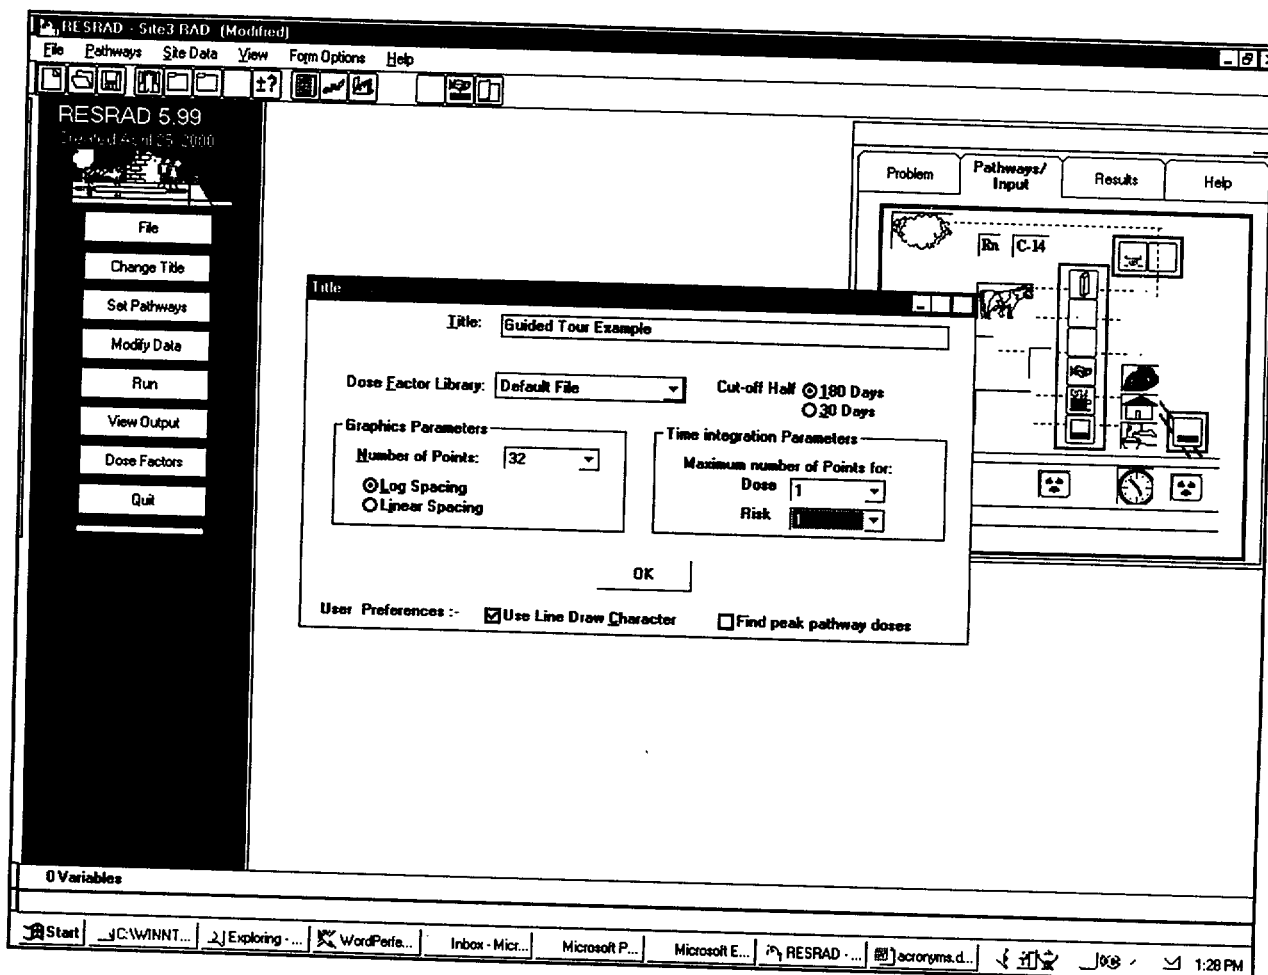 RESRAD - Site3 RAD (Modified)
File Pathways Site Data View Form Options Help
±?
RESRAD 5.99
Created April 25, 2000
File
Change Title
Set Pathways
Modify Data
Run
View Output
Dose Factors
Quit
Problem Pathways/ Input Results Help
Rn C-14
Title
Title: Guided Tour Example
Dose Factor Library: Default File
Cut-off Half 180 Days
30 Days
Graphics Parameters
Number of Points: 32
Log Spacing
Linear Spacing
Time integration Parameters
Maximum number of Points for:
Dose 1
Risk
OK
User Preferences :- Use Line Draw Character Find peak pathway doses
0 Variables
Start C:\WINNT... Exploring - ... WordPerfe... Inbox - Micr... Microsoft P... Microsoft E... RESRAD - ... acronyms.d... 1:28 PM